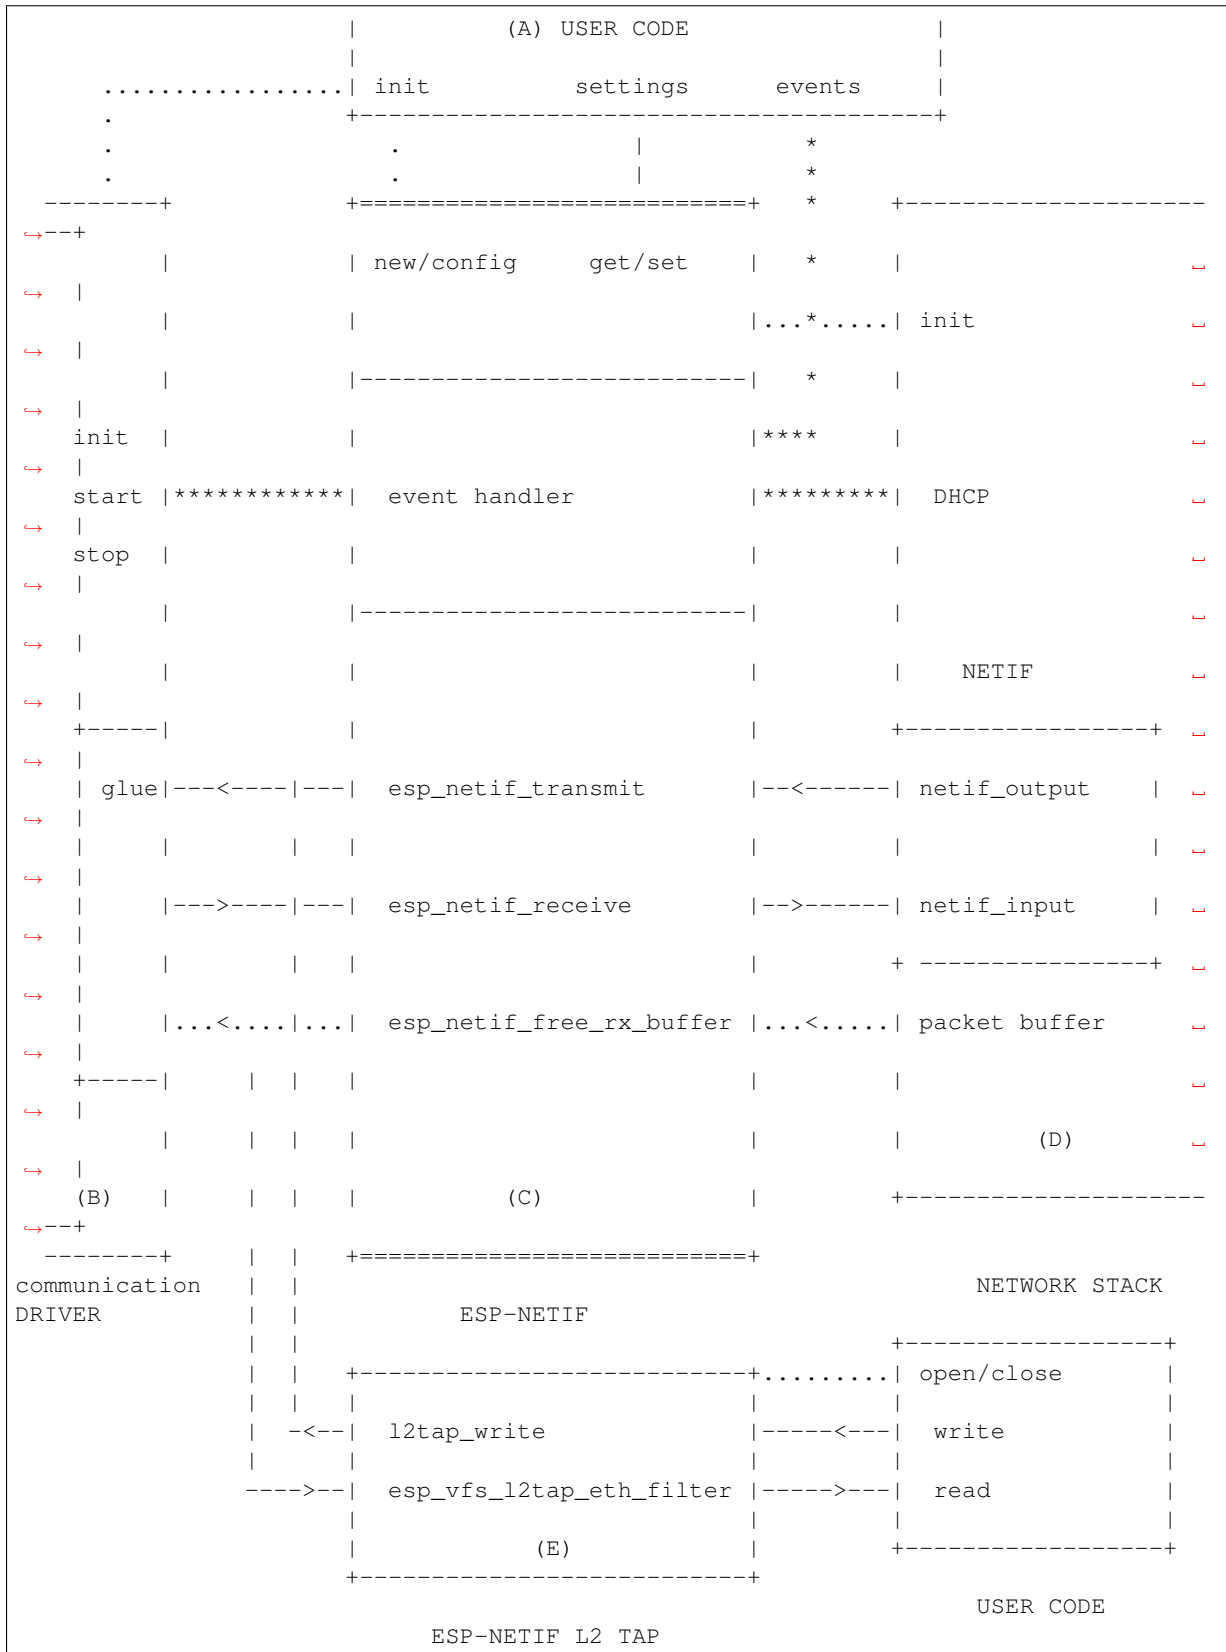 |          (A) USER CODE                 |
|                                        |
.................| init          settings      events     |
.                +----------------------------------------+
.                   .                |           *
.                   .                |           *
--------+            +===========================+   *     +---------------------
↪--+
        |            | new/config     get/set    |   *     |                    ␣
↪  |
        |            |                           |...*.....| init               ␣
↪  |
        |            |---------------------------|   *     |                    ␣
↪  |
  init  |            |                           |****     |                    ␣
↪  |
  start |************|  event handler            |*********|  DHCP              ␣
↪  |
  stop  |            |                           |         |                    ␣
↪  |
        |            |---------------------------|         |                    ␣
↪  |
        |            |                           |         |    NETIF           ␣
↪  |
  +-----|            |                           |         +-----------------+  ␣
↪  |
  | glue|---<----|---|  esp_netif_transmit       |--<------| netif_output    |  ␣
↪  |
  |     |        |   |                           |         |                 |  ␣
↪  |
  |     |--->----|---|  esp_netif_receive        |-->------| netif_input     |  ␣
↪  |
  |     |        |   |                           |         + ----------------+  ␣
↪  |
  |     |...<....|...|  esp_netif_free_rx_buffer |...<.....| packet buffer      ␣
↪  |
  +-----|     |  |   |                           |         |                    ␣
↪  |
        |     |  |   |                           |         |         (D)        ␣
↪  |
  (B)   |     |  |   |          (C)              |         +---------------------
↪--+
--------+     |  |   +===========================+
communication |  |                                               NETWORK STACK
DRIVER        |  |           ESP-NETIF
              |  |                                         +------------------+
              |  |   +---------------------------+.........| open/close       |
              |  |   |                           |         |                  |
              |  -<--|  l2tap_write              |-----<---|  write           |
              |      |                           |         |                  |
              ---->--|  esp_vfs_l2tap_eth_filter |----->---|  read            |
                     |                           |         |                  |
                     |            (E)            |         +------------------+
                     +---------------------------+
                                                                 USER CODE
                           ESP-NETIF L2 TAP